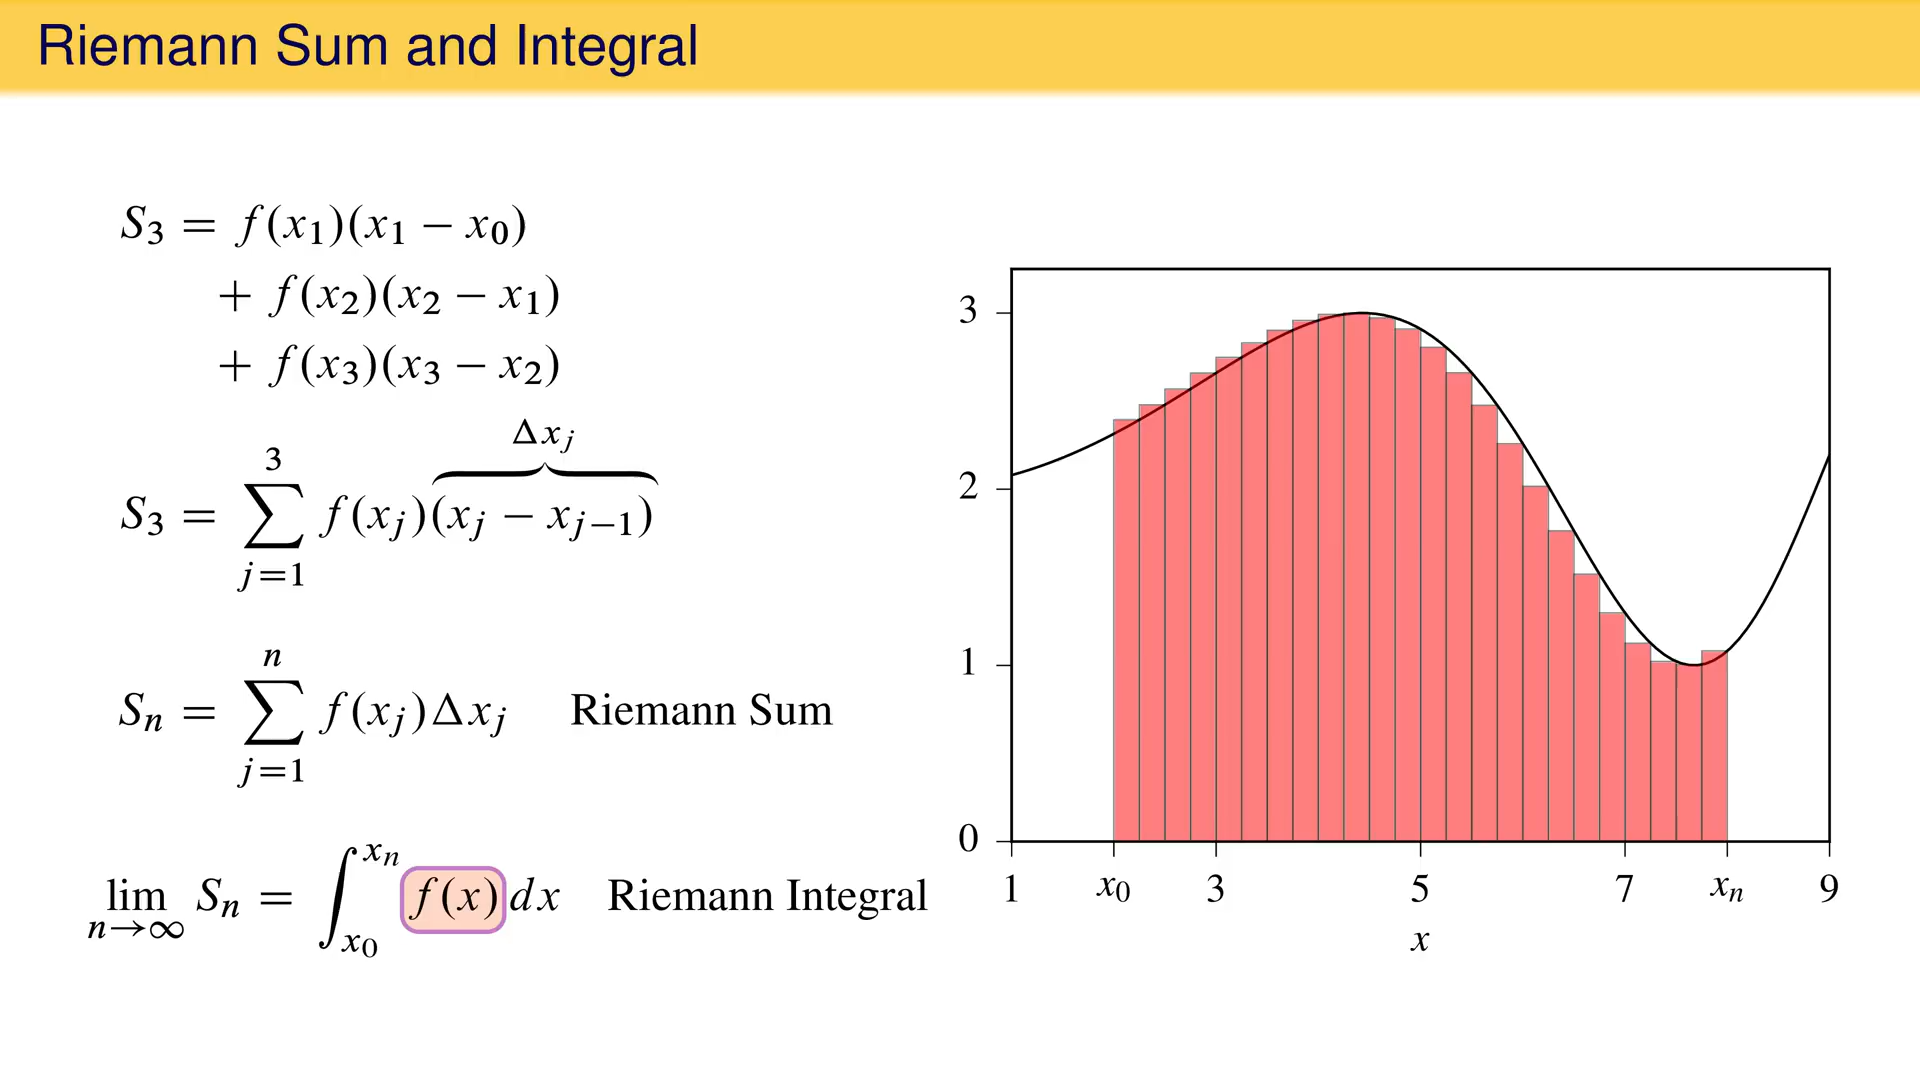 Riemann Sum and Integral
S₃ = f(x₁)(x₁ − x₀)
+ f(x₂)(x₂ − x₁)
+ f(x₃)(x₃ − x₂)
Δxⱼ
S₃ = ∑_{j=1}^{3} f(xⱼ)(xⱼ − xⱼ₋₁)
Sₙ = ∑_{j=1}^{n} f(xⱼ)Δxⱼ Riemann Sum
lim_{n→∞} Sₙ = ∫_{x₀}^{xₙ} f(x)dx Riemann Integral
3
2
1
0
1 x₀ 3 5 7 xₙ 9
x